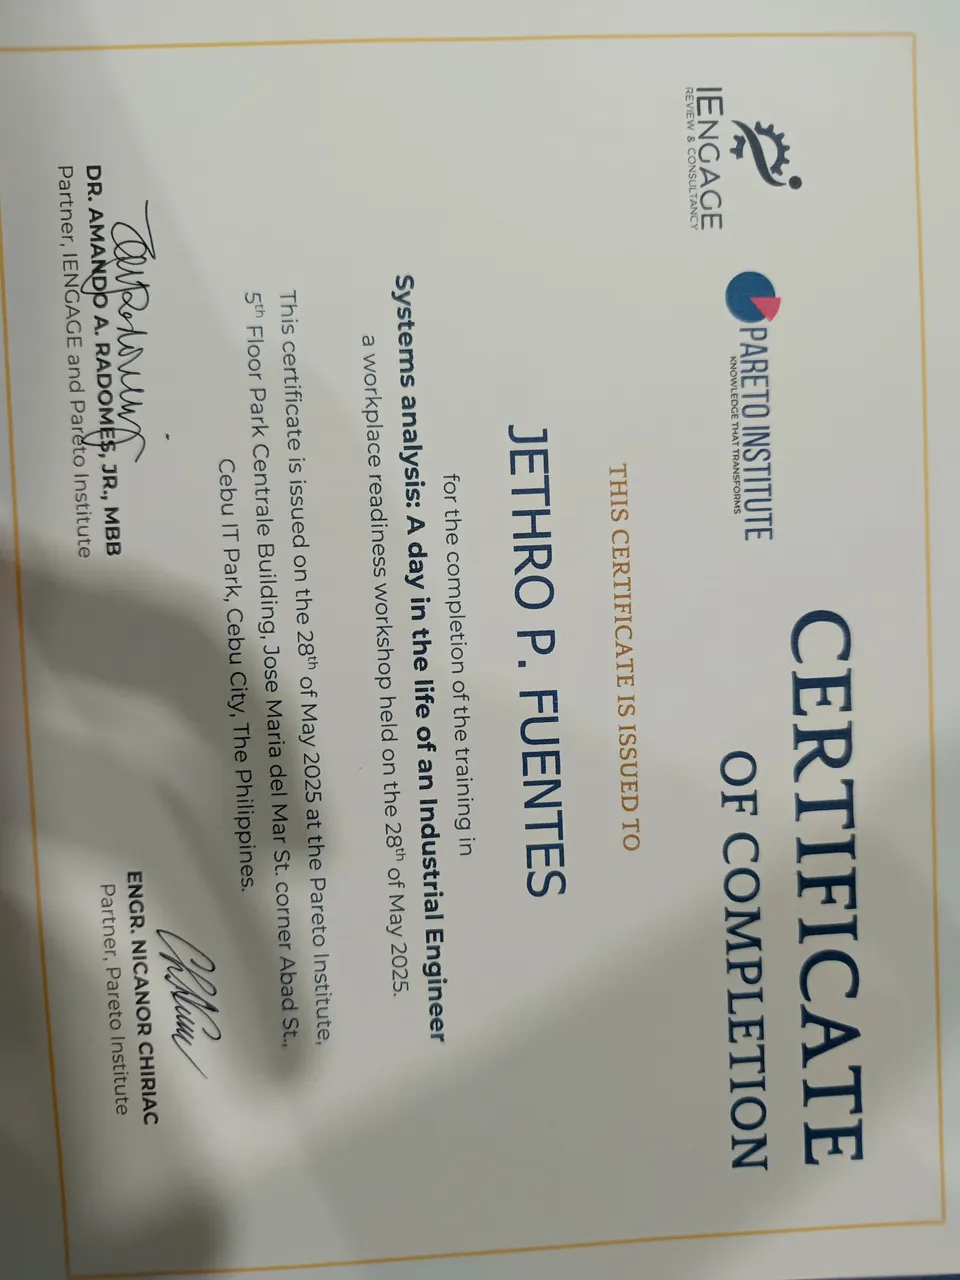 IENGAGE
REVIEW & CONSULTANCY
PARETO INSTITUTE
KNOWLEDGE THAT TRANSFORMS
CERTIFICATE
OF COMPLETION
THIS CERTIFICATE IS ISSUED TO
JETHRO P. FUENTES
for the completion of the training in
Systems analysis: A day in the life of an Industrial Engineer
a workplace readiness workshop held on the 28th of May 2025.
This certificate is issued on the 28th of May 2025 at the Pareto Institute,
5th Floor Park Centrale Building, Jose Maria del Mar St. corner Abad St.,
Cebu IT Park, Cebu City, The Philippines.
DR. AMANDO A. RADOMES, JR., MBB
Partner, IENGAGE and Pareto Institute
ENGR. NICANOR CHIRIAC
Partner, Pareto Institute